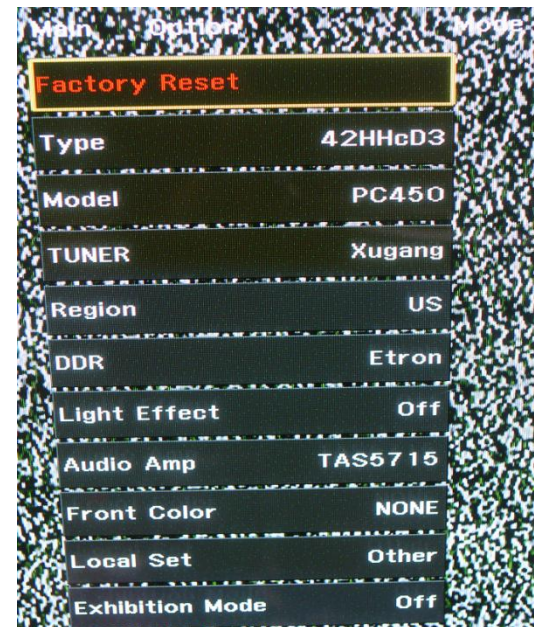 Main Option Mode
Factory Reset
Type 42HHcD3
Model PC450
TUNER Xugang
Region US
DDR Etron
Light Effect Off
Audio Amp TAS5715
Front Color NONE
Local Set Other
Exhibition Mode Off